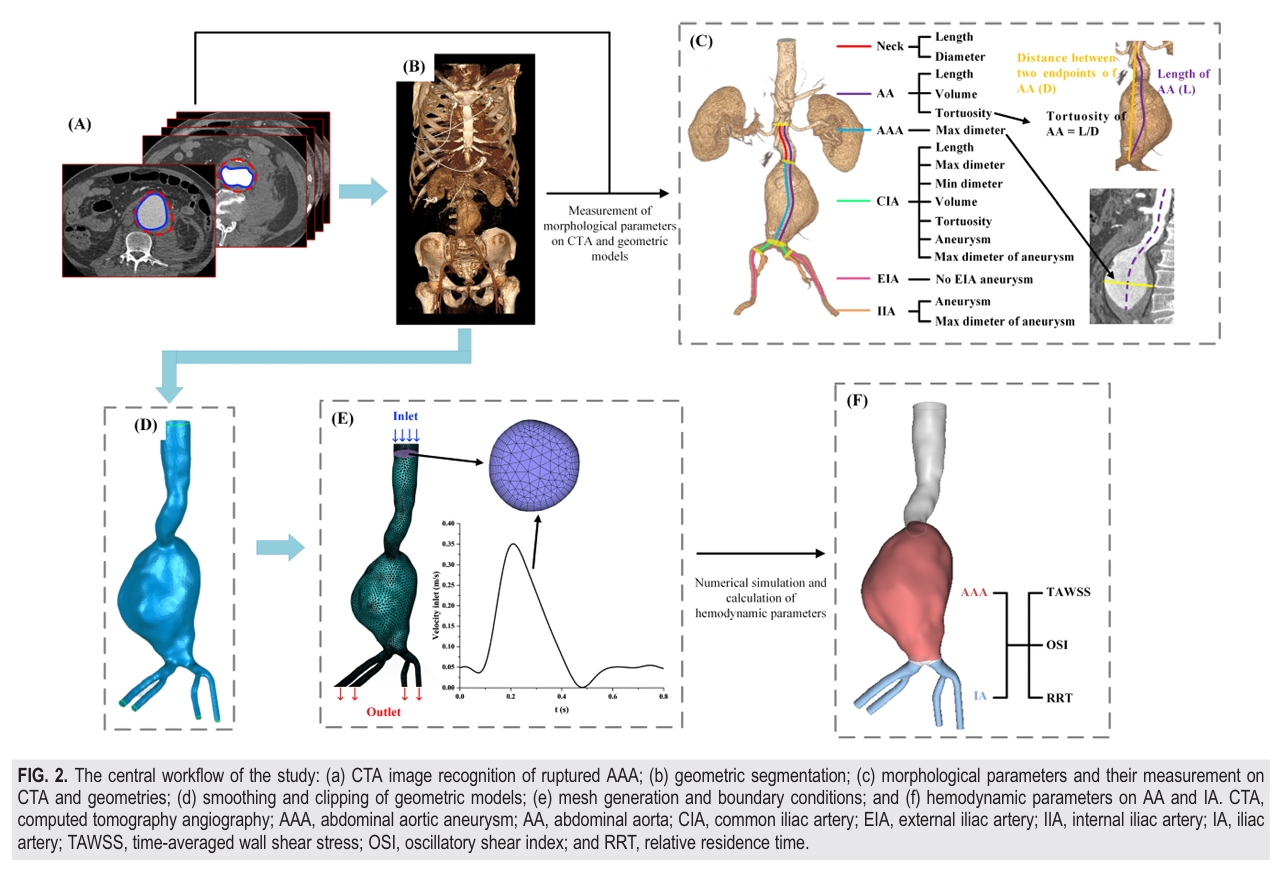 (A)
(B)
Measurement of
morphological parameters
on CTA and geometric
models
(C)
Neck
Length
Diameter
AA
Length
Volume
Tortuosity
AAA
Max dimeter
CIA
Length
Max dimeter
Min dimeter
Volume
Tortuosity
Aneurysm
Max dimeter of aneurysm
EIA
No EIA aneurysm
IIA
Aneurysm
Max dimeter of aneurysm
Distance between
two endpoints of
AA (D)
Length of
AA (L)
Tortuosity of
AA = L/D
(D)
(E)
Inlet
Outlet
Velocity inlet (m/s)
0.40
0.35
0.30
0.25
0.20
0.15
0.10
0.05
0.00
0.0
0.2
0.4
0.6
0.8
t (s)
Numerical simulation and
calculation of
hemodynamic parameters
(F)
AAA
IA
TAWSS
OSI
RRT
FIG. 2. The central workflow of the study: (a) CTA image recognition of ruptured AAA; (b) geometric segmentation; (c) morphological parameters and their measurement on
CTA and geometries; (d) smoothing and clipping of geometric models; (e) mesh generation and boundary conditions; and (f) hemodynamic parameters on AA and IA. CTA,
computed tomography angiography; AAA, abdominal aortic aneurysm; AA, abdominal aorta; CIA, common iliac artery; EIA, external iliac artery; IIA, internal iliac artery; IA, iliac
artery; TAWSS, time-averaged wall shear stress; OSI, oscillatory shear index; and RRT, relative residence time.